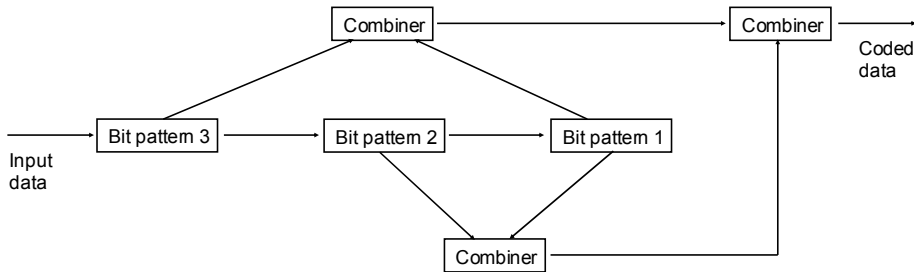 Combiner
Combiner
Coded
data
Bit pattern 3
Bit pattern 2
Bit pattern 1
Input
data
Combiner